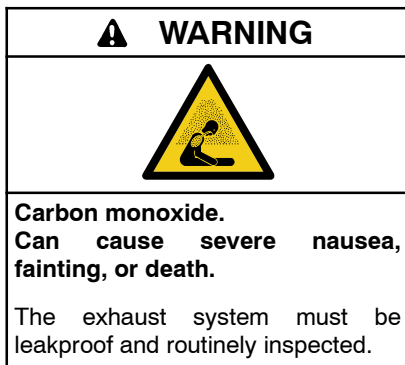 WARNING
Carbon monoxide.
Can cause severe nausea,
fainting, or death.
The exhaust system must be
leakproof and routinely inspected.